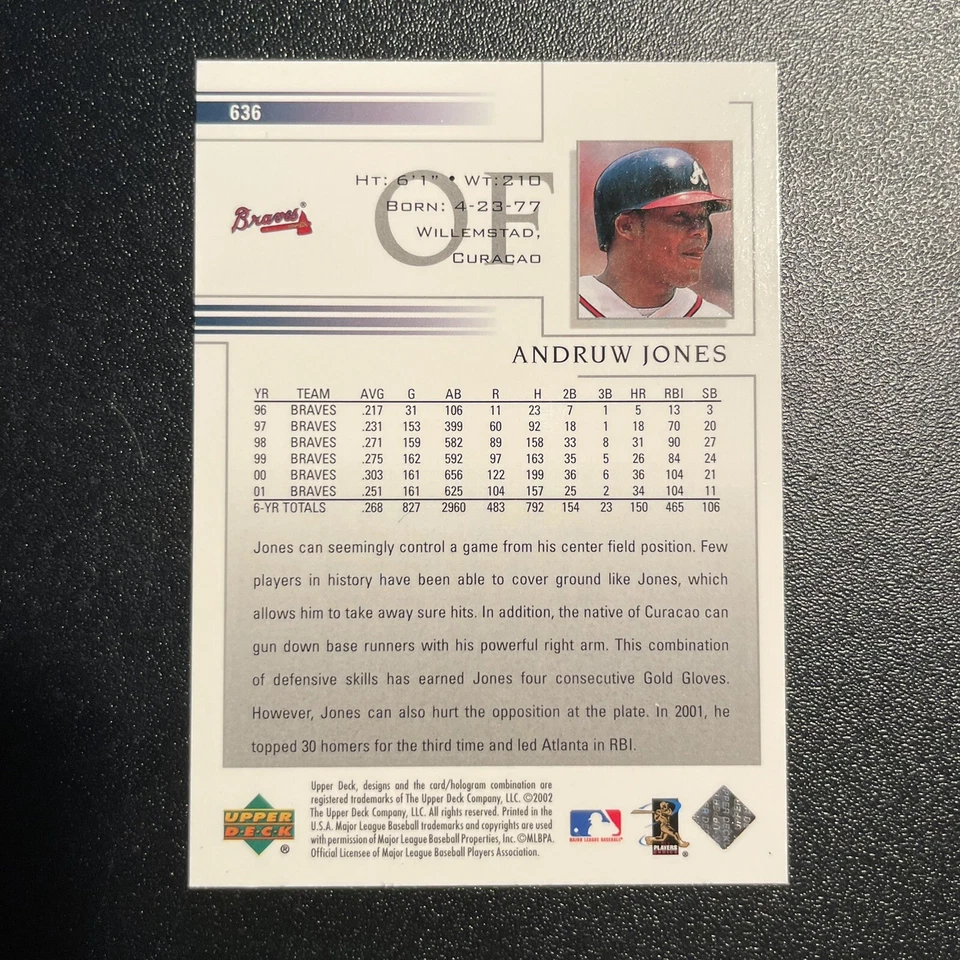 636
HT: 6'1" • WT:210
BORN: 4-23-77
WILLEMSTAD,
CURACAO
OF
Braves®
A
ANDRUW JONES
YR TEAM AVG G AB R H 2B 3B HR RBI SB
96 BRAVES .217 31 106 11 23 7 1 5 13 3
97 BRAVES .231 153 399 60 92 18 1 18 70 20
98 BRAVES .271 159 582 89 158 33 8 31 90 27
99 BRAVES .275 162 592 97 163 35 5 26 84 24
00 BRAVES .303 161 656 122 199 36 6 36 104 21
01 BRAVES .251 161 625 104 157 25 2 34 104 11
6-YR TOTALS .268 827 2960 483 792 154 23 150 465 106
Jones can seemingly control a game from his center field position. Few
players in history have been able to cover ground like Jones, which
allows him to take away sure hits. In addition, the native of Curacao can
gun down base runners with his powerful right arm. This combination
of defensive skills has earned Jones four consecutive Gold Gloves.
However, Jones can also hurt the opposition at the plate. In 2001, he
topped 30 homers for the third time and led Atlanta in RBI.
UPPER
DECK
®
Upper Deck, designs and the card/hologram combination are
registered trademarks of The Upper Deck Company, LLC. ©2002
The Upper Deck Company, LLC. All rights reserved. Printed in the
U.S.A. Major League Baseball trademarks and copyrights are used
with permission of Major League Baseball Properties, Inc. ©MLBPA.
Official Licensee of Major League Baseball Players Association.
MAJOR LEAGUE BASEBALL
PLAYERS
CHOICE
®